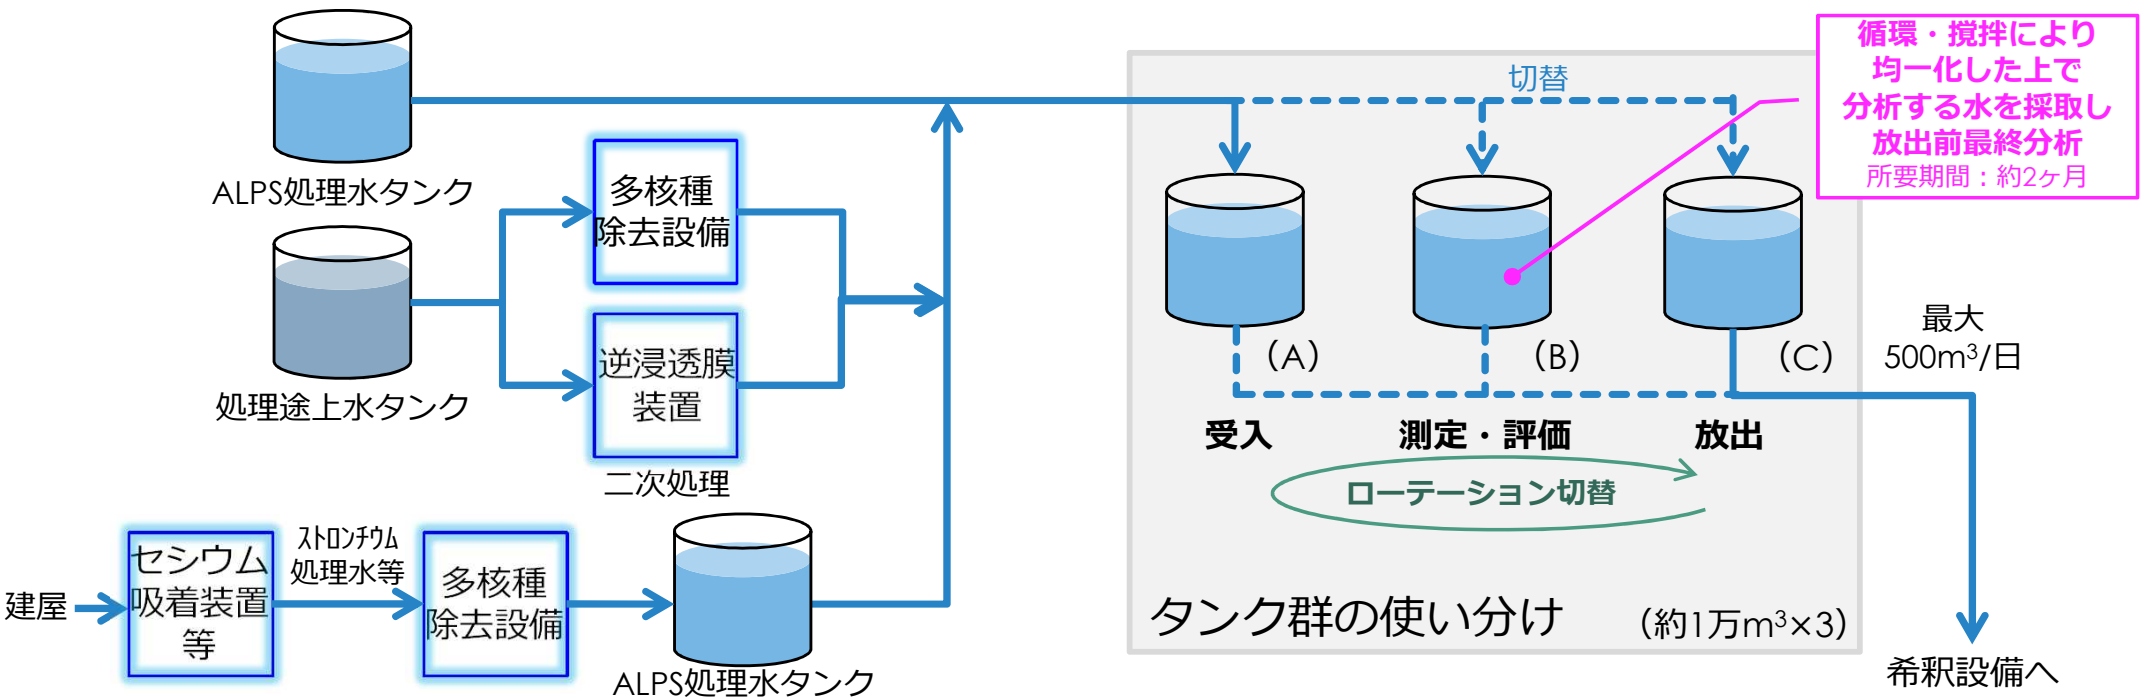 ALPS処理水タンク
処理途上水タンク
多核種
除去設備
逆浸透膜
装置
二次処理
建屋
セシウム
吸着装置
等
ｽﾄﾛﾝﾁｳﾑ
処理水等
多核種
除去設備
ALPS処理水タンク
切替
循環・撹拌により
均一化した上で
分析する水を採取し
放出前最終分析
所要期間：約2ヶ月
（A）
（B）
（C）
受入
測定・評価
放出
ローテーション切替
タンク群の使い分け
（約1万m³×3）
最大
500m³/日
希釈設備へ